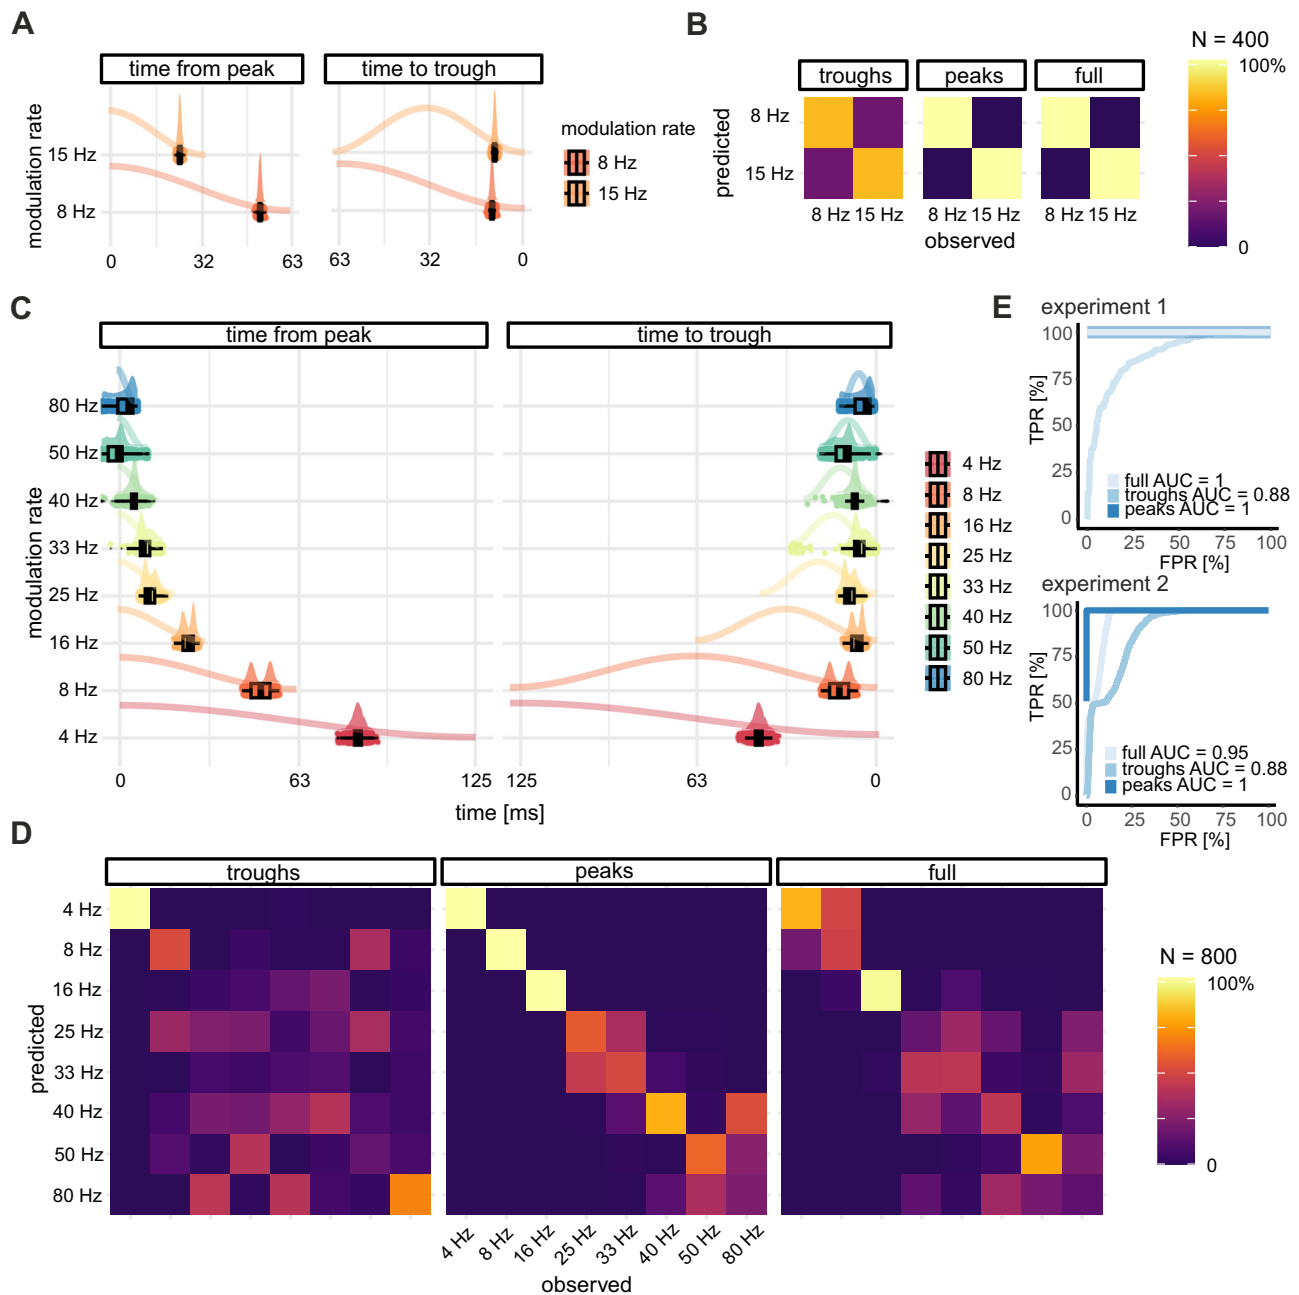 A
time from peak
time to trough
modulation rate
15 Hz
8 Hz
0
32
63
63
32
0
modulation rate
8 Hz
15 Hz
B
N = 400
troughs
peaks
full
100%
0
predicted
8 Hz
15 Hz
8 Hz 15 Hz
8 Hz 15 Hz
8 Hz 15 Hz
observed
C
time from peak
time to trough
modulation rate
80 Hz
50 Hz
40 Hz
33 Hz
25 Hz
16 Hz
8 Hz
4 Hz
0
63
125
125
63
0
time [ms]
4 Hz
8 Hz
16 Hz
25 Hz
33 Hz
40 Hz
50 Hz
80 Hz
E
experiment 1
TPR [%]
100
75
50
25
0
full AUC = 1
troughs AUC = 0.88
peaks AUC = 1
0
25
50
75
100
FPR [%]
experiment 2
TPR [%]
100
75
50
25
0
full AUC = 0.95
troughs AUC = 0.88
peaks AUC = 1
0
25
50
75
100
FPR [%]
D
troughs
peaks
full
predicted
4 Hz
8 Hz
16 Hz
25 Hz
33 Hz
40 Hz
50 Hz
80 Hz
4 Hz
8 Hz
16 Hz
25 Hz
33 Hz
40 Hz
50 Hz
80 Hz
observed
N = 800
100%
0